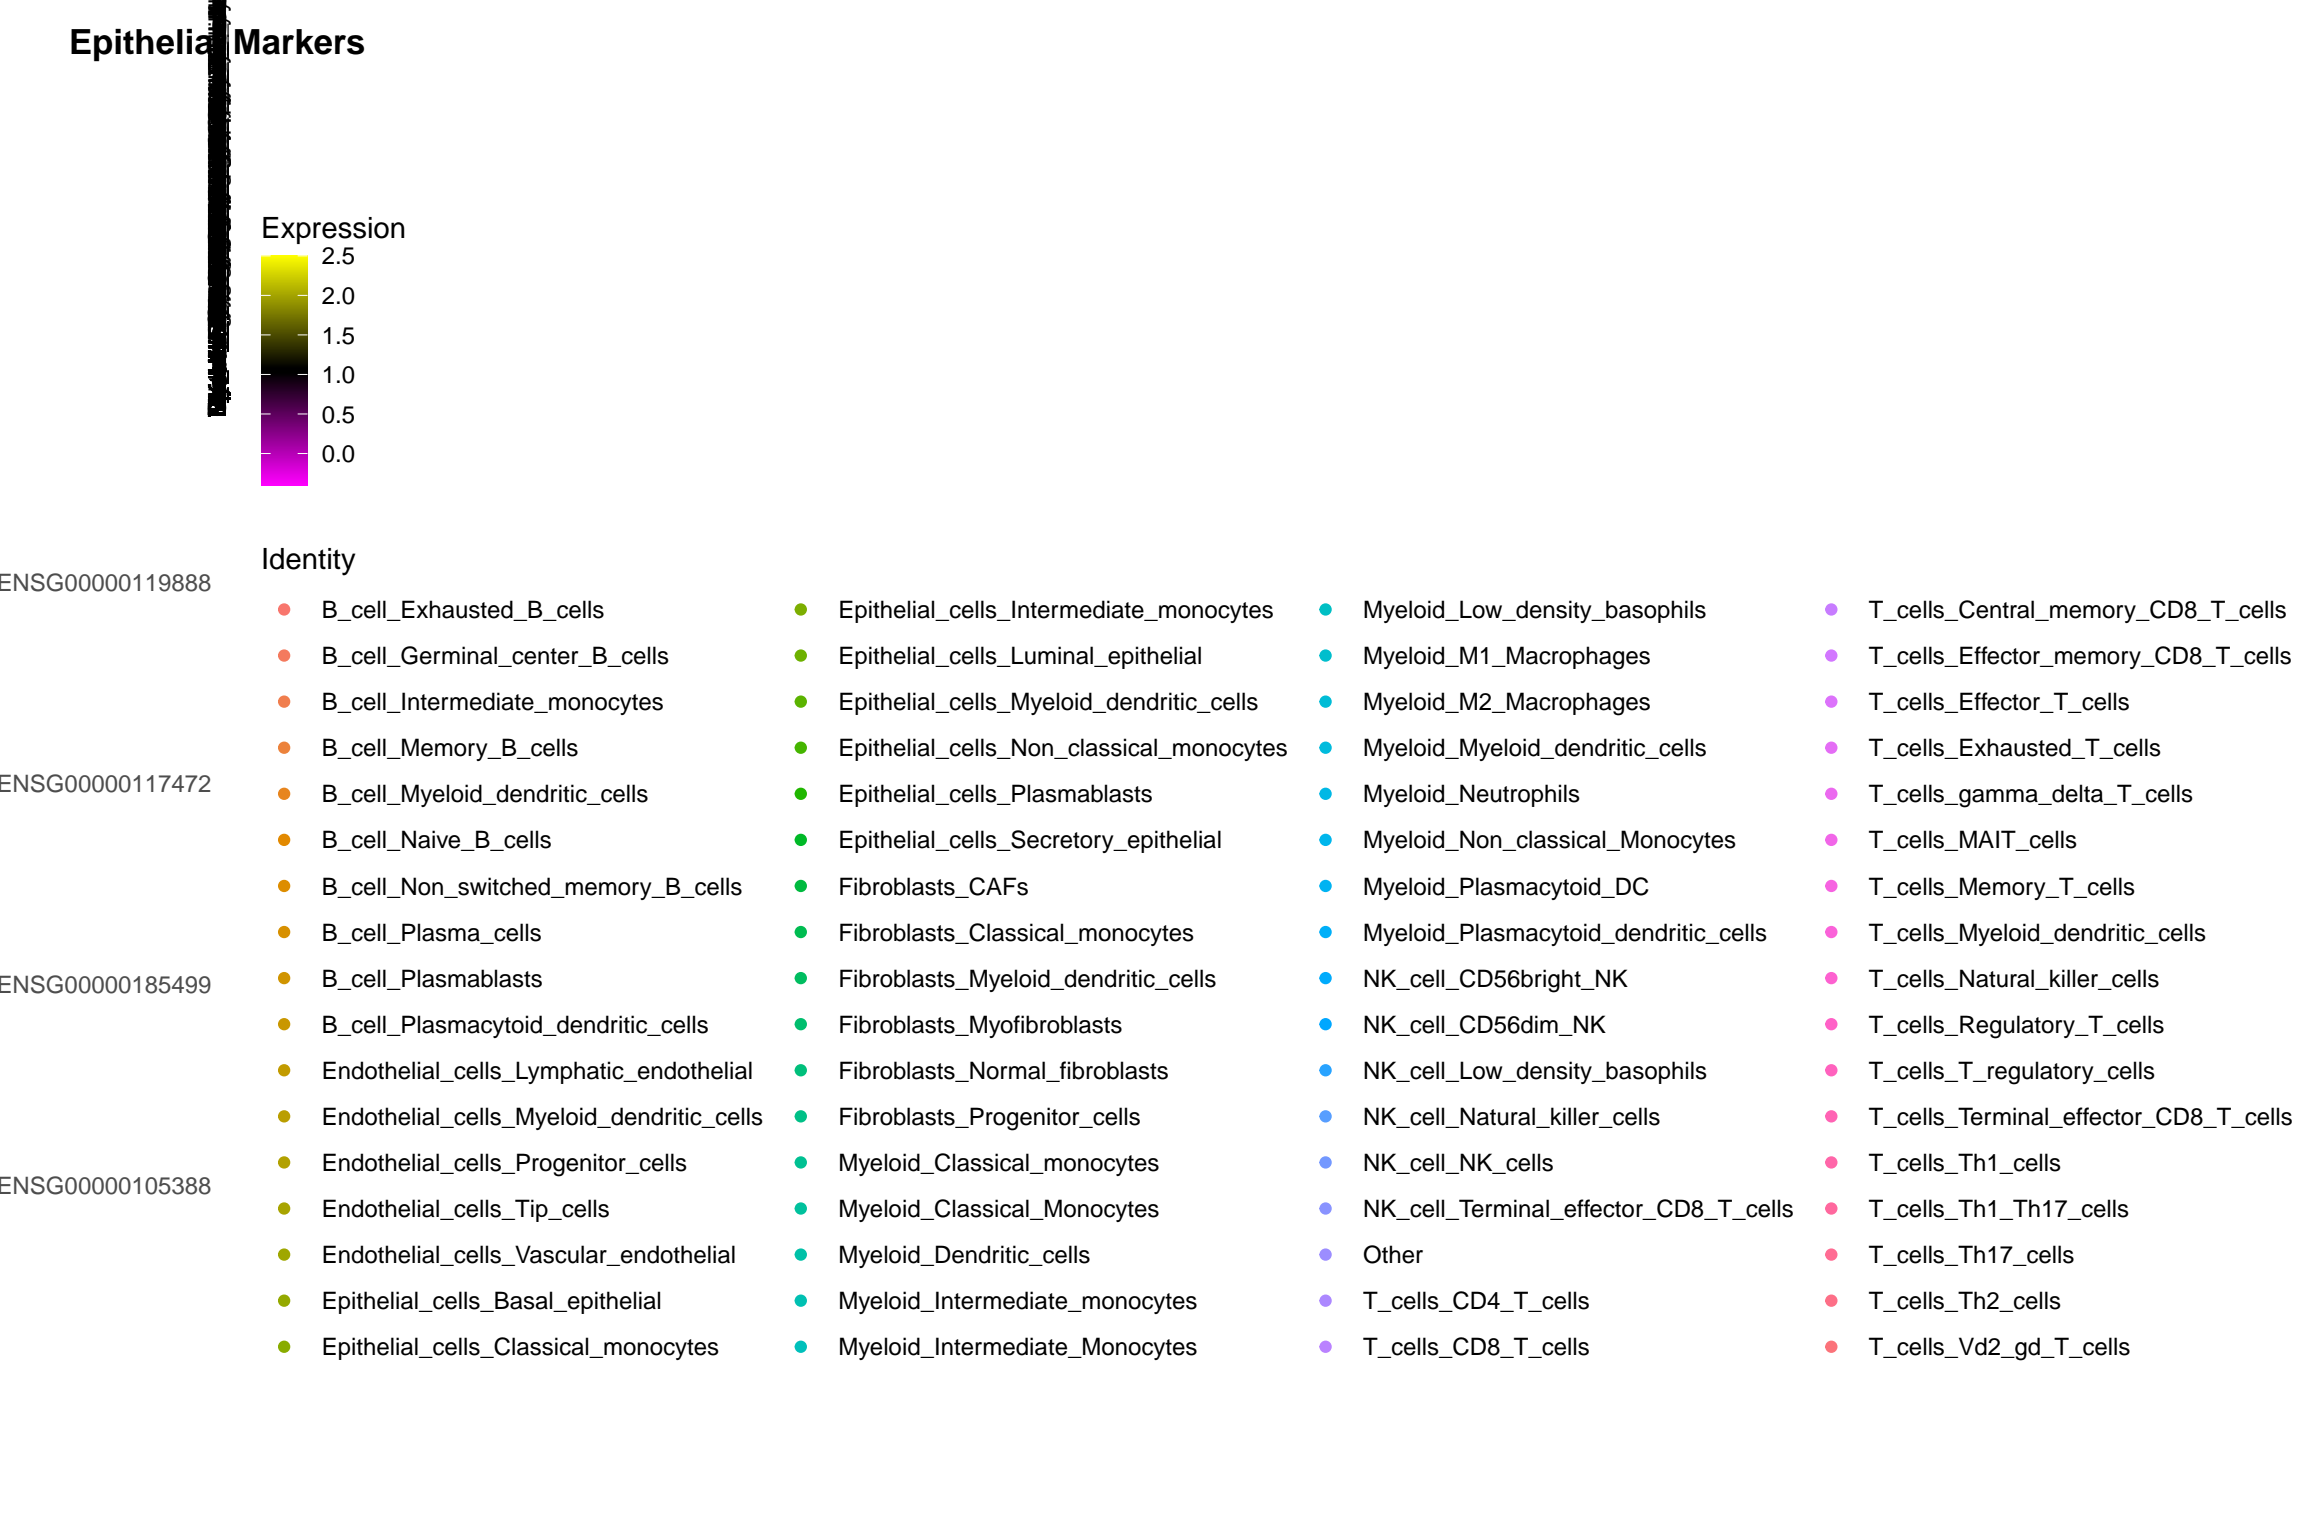 Epithelial Markers
Expression
2.5
2.0
1.5
1.0
0.5
0.0
Identity
ENSG00000119888
ENSG00000117472
ENSG00000185499
ENSG00000105388
B_cell_Exhausted_B_cells
B_cell_Germinal_center_B_cells
B_cell_Intermediate_monocytes
B_cell_Memory_B_cells
B_cell_Myeloid_dendritic_cells
B_cell_Naive_B_cells
B_cell_Non_switched_memory_B_cells
B_cell_Plasma_cells
B_cell_Plasmablasts
B_cell_Plasmacytoid_dendritic_cells
Endothelial_cells_Lymphatic_endothelial
Endothelial_cells_Myeloid_dendritic_cells
Endothelial_cells_Progenitor_cells
Endothelial_cells_Tip_cells
Endothelial_cells_Vascular_endothelial
Epithelial_cells_Basal_epithelial
Epithelial_cells_Classical_monocytes
Epithelial_cells_Intermediate_monocytes
Epithelial_cells_Luminal_epithelial
Epithelial_cells_Myeloid_dendritic_cells
Epithelial_cells_Non_classical_monocytes
Epithelial_cells_Plasmablasts
Epithelial_cells_Secretory_epithelial
Fibroblasts_CAFs
Fibroblasts_Classical_monocytes
Fibroblasts_Myeloid_dendritic_cells
Fibroblasts_Myofibroblasts
Fibroblasts_Normal_fibroblasts
Fibroblasts_Progenitor_cells
Myeloid_Classical_monocytes
Myeloid_Classical_Monocytes
Myeloid_Dendritic_cells
Myeloid_Intermediate_monocytes
Myeloid_Intermediate_Monocytes
Myeloid_Low_density_basophils
Myeloid_M1_Macrophages
Myeloid_M2_Macrophages
Myeloid_Myeloid_dendritic_cells
Myeloid_Neutrophils
Myeloid_Non_classical_Monocytes
Myeloid_Plasmacytoid_DC
Myeloid_Plasmacytoid_dendritic_cells
NK_cell_CD56bright_NK
NK_cell_CD56dim_NK
NK_cell_Low_density_basophils
NK_cell_Natural_killer_cells
NK_cell_NK_cells
NK_cell_Terminal_effector_CD8_T_cells
Other
T_cells_CD4_T_cells
T_cells_CD8_T_cells
T_cells_Central_memory_CD8_T_cells
T_cells_Effector_memory_CD8_T_cells
T_cells_Effector_T_cells
T_cells_Exhausted_T_cells
T_cells_gamma_delta_T_cells
T_cells_MAIT_cells
T_cells_Memory_T_cells
T_cells_Myeloid_dendritic_cells
T_cells_Natural_killer_cells
T_cells_Regulatory_T_cells
T_cells_T_regulatory_cells
T_cells_Terminal_effector_CD8_T_cells
T_cells_Th1_cells
T_cells_Th1_Th17_cells
T_cells_Th17_cells
T_cells_Th2_cells
T_cells_Vd2_gd_T_cells